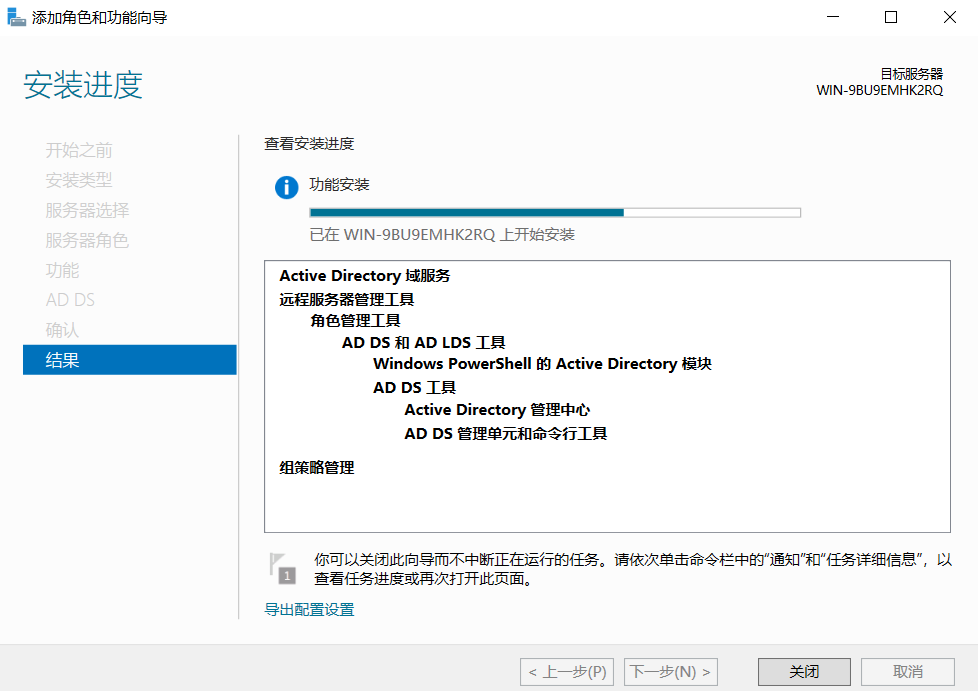 添加角色和功能向导
安装进度
目标服务器
WIN-9BU9EMHK2RQ
开始之前
安装类型
服务器选择
服务器角色
功能
AD DS
确认
结果
查看安装进度
功能安装
已在 WIN-9BU9EMHK2RQ 上开始安装
Active Directory 域服务
远程服务器管理工具
角色管理工具
AD DS 和 AD LDS 工具
Windows PowerShell 的 Active Directory 模块
AD DS 工具
Active Directory 管理中心
AD DS 管理单元和命令行工具
组策略管理
1
你可以关闭此向导而不中断正在运行的任务。请依次单击命令栏中的“通知”和“任务详细信息”，以
查看任务进度或再次打开此页面。
导出配置设置
< 上一步(P)
下一步(N) >
关闭
取消